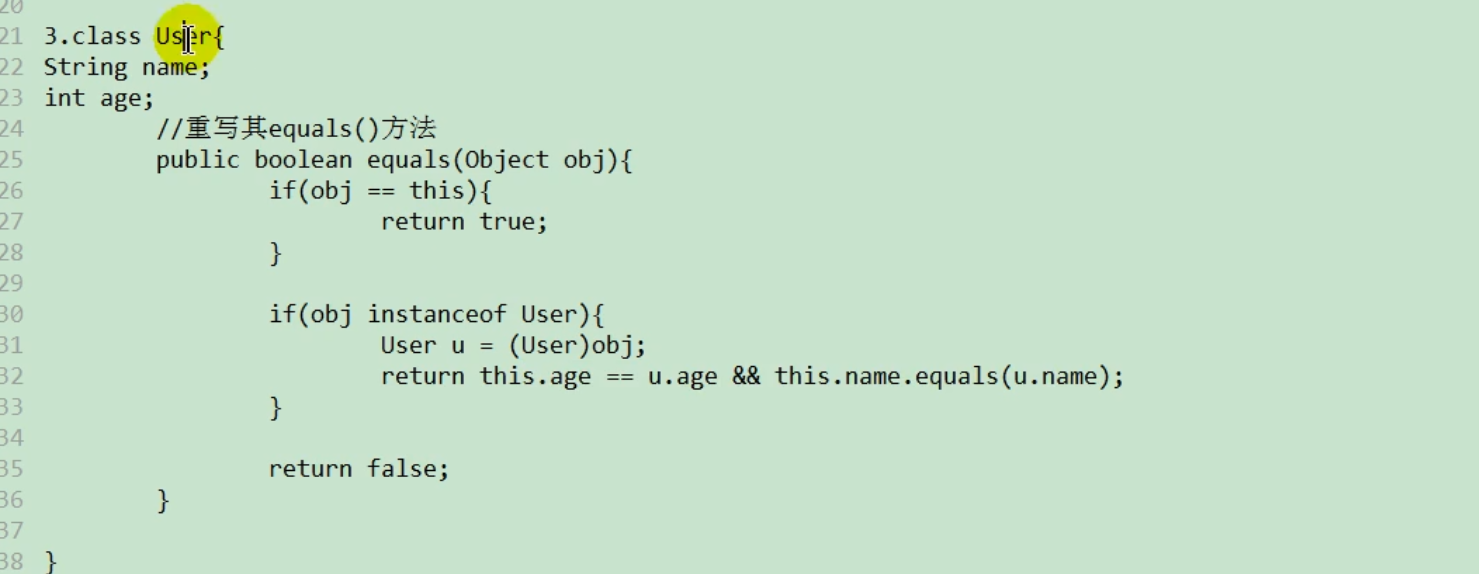 20
21 3.class User{
22 String name;
23 int age;
24         //重写其equals()方法
25         public boolean equals(Object obj){
26                 if(obj == this){
27                         return true;
28                 }
29
30                 if(obj instanceof User){
31                         User u = (User)obj;
32                         return this.age == u.age && this.name.equals(u.name);
33                 }
34
35                 return false;
36         }
37
38 }